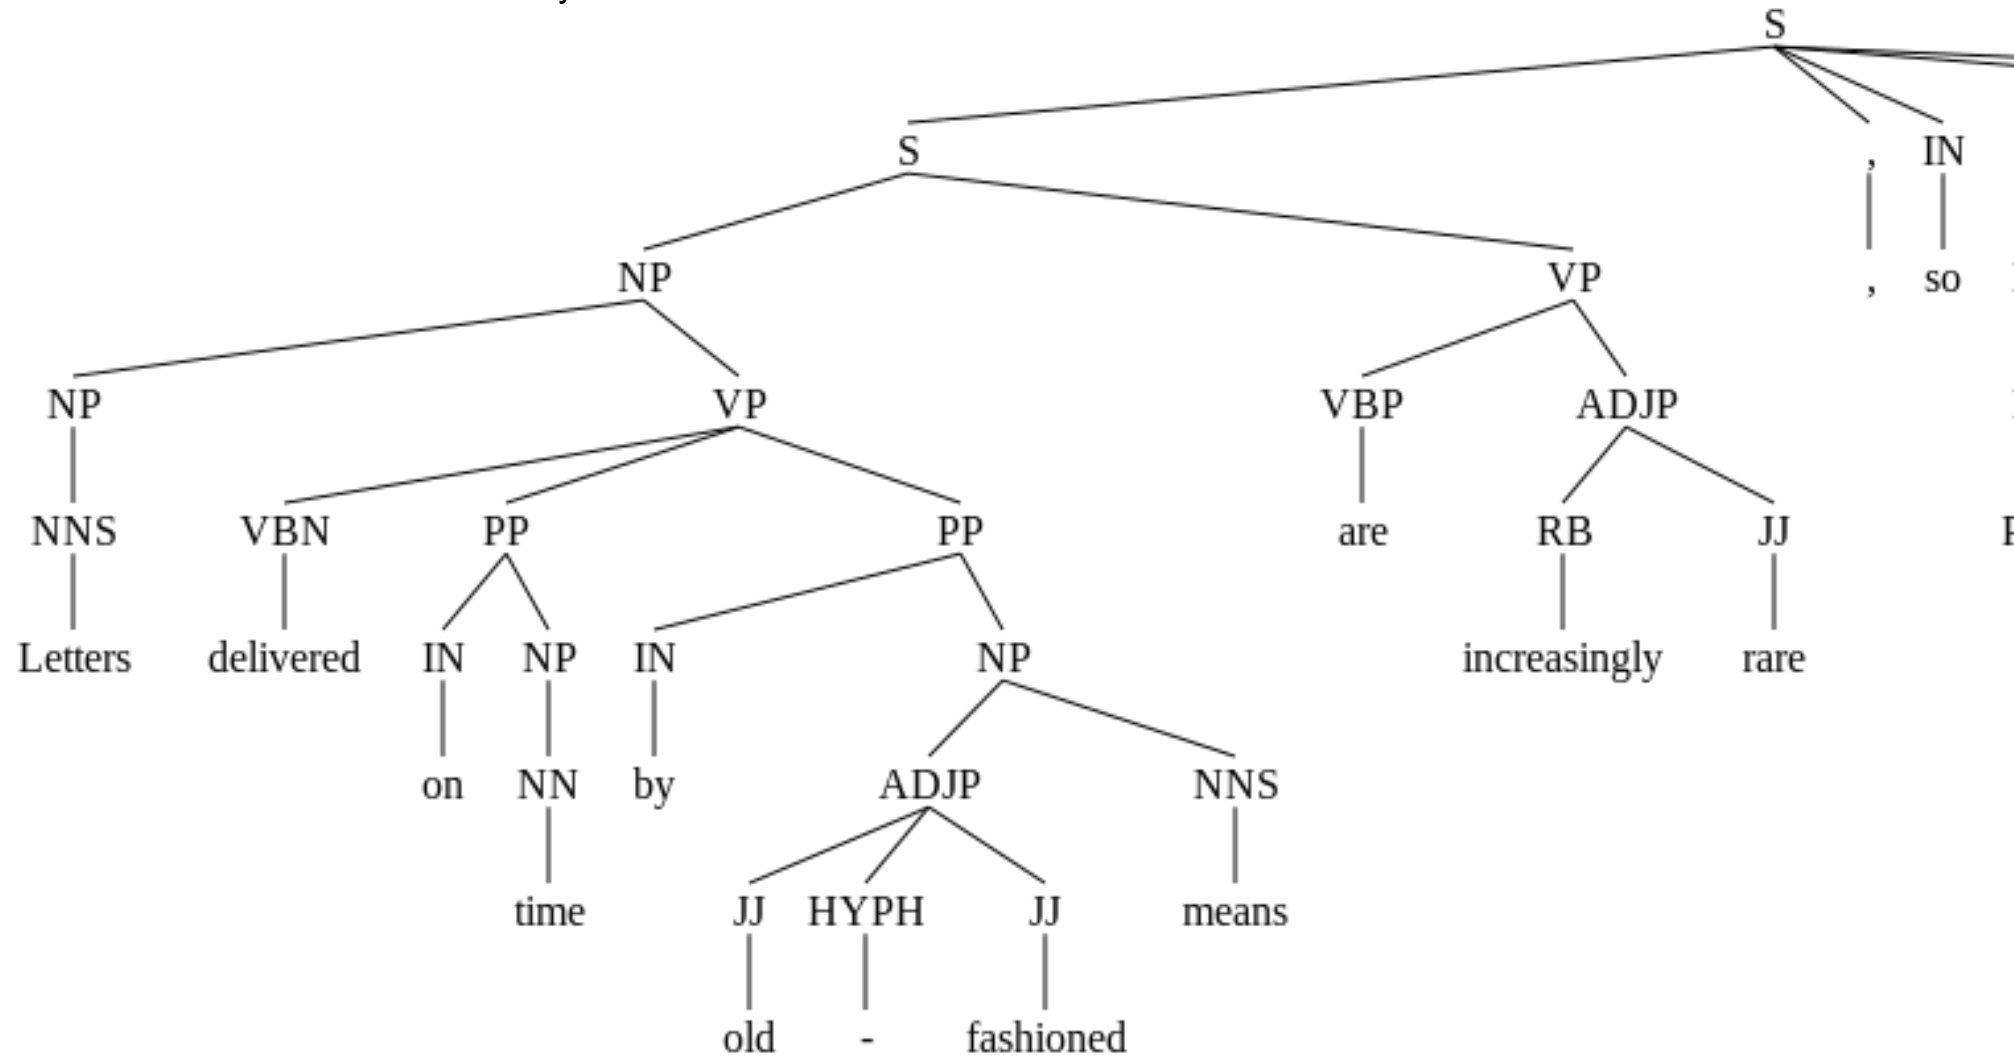 S
S , IN
NP VP , so
NP VP VBP ADJP
NNS VBN PP PP are RB JJ
Letters delivered IN NP IN NP increasingly rare
on NN by ADJP NNS
time JJ HYPH JJ means
old - fashioned